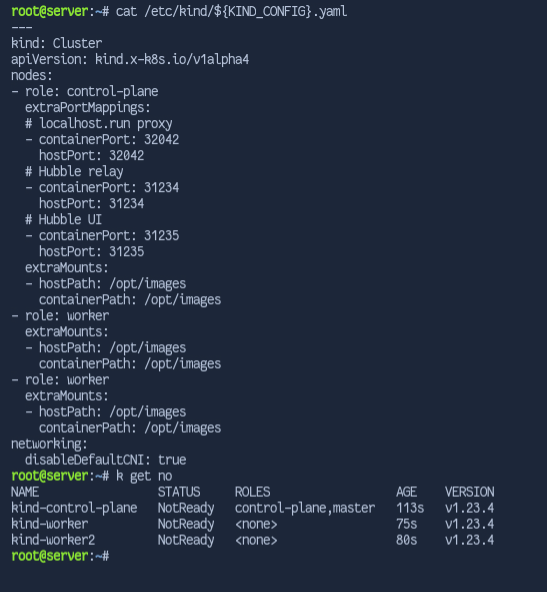 root@server:~# cat /etc/kind/${KIND_CONFIG}.yaml
---
kind: Cluster
apiVersion: kind.x-k8s.io/v1alpha4
nodes:
- role: control-plane
  extraPortMappings:
  # localhost.run proxy
  - containerPort: 32042
    hostPort: 32042
  # Hubble relay
  - containerPort: 31234
    hostPort: 31234
  # Hubble UI
  - containerPort: 31235
    hostPort: 31235
  extraMounts:
  - hostPath: /opt/images
    containerPath: /opt/images
- role: worker
  extraMounts:
  - hostPath: /opt/images
    containerPath: /opt/images
- role: worker
  extraMounts:
  - hostPath: /opt/images
    containerPath: /opt/images
networking:
  disableDefaultCNI: true
root@server:~# k get no
NAME                 STATUS     ROLES                  AGE    VERSION
kind-control-plane   NotReady   control-plane,master   113s   v1.23.4
kind-worker          NotReady   <none>                 75s    v1.23.4
kind-worker2         NotReady   <none>                 80s    v1.23.4
root@server:~#